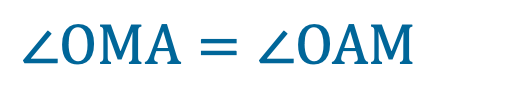 ∠OMA = ∠OAM